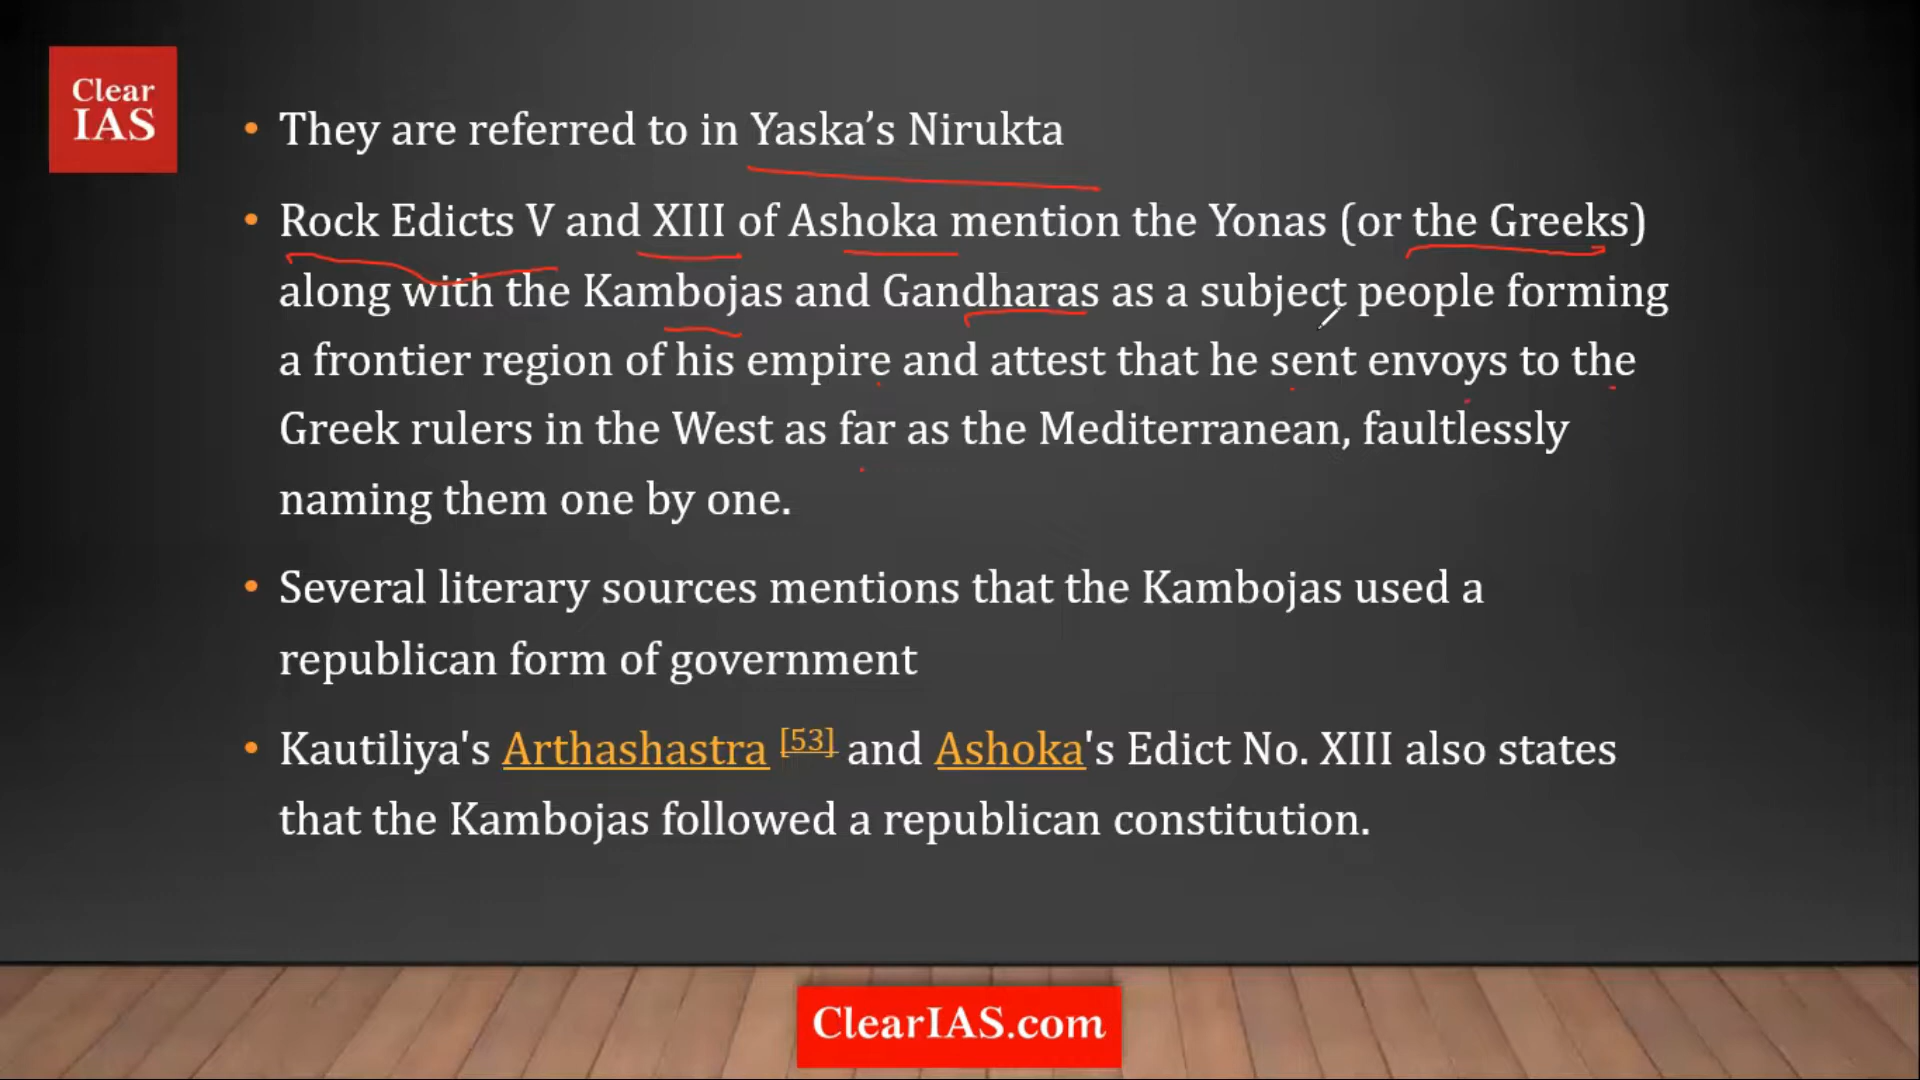 Clear
IAS
• They are referred to in Yaska’s Nirukta
• Rock Edicts V and XIII of Ashoka mention the Yonas (or the Greeks)
along with the Kambojas and Gandharas as a subject people forming
a frontier region of his empire and attest that he sent envoys to the
Greek rulers in the West as far as the Mediterranean, faultlessly
naming them one by one.
• Several literary sources mentions that the Kambojas used a
republican form of government
• Kautiliya's Arthashastra [53] and Ashoka's Edict No. XIII also states
that the Kambojas followed a republican constitution.
ClearIAS.com